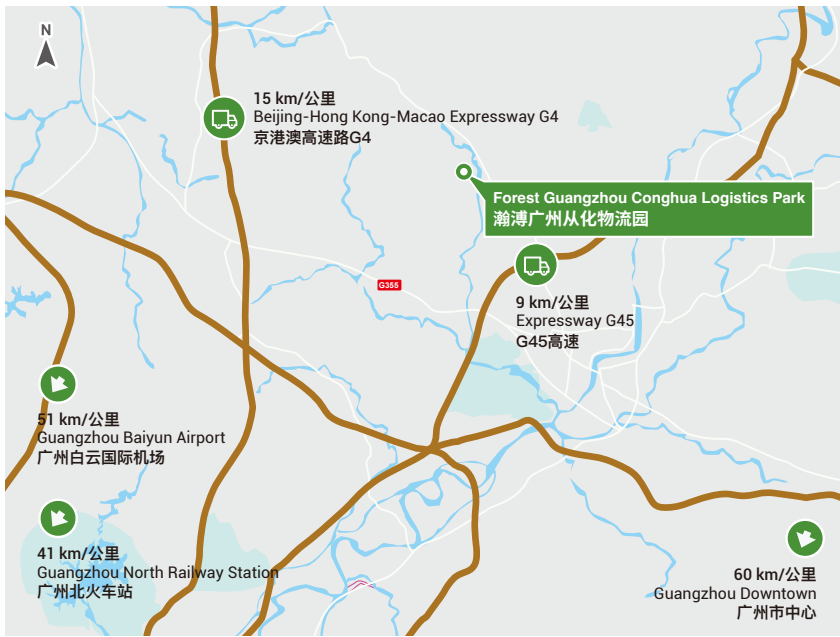 N
15 km/公里
Beijing-Hong Kong-Macao Expressway G4
京港澳高速路G4
Forest Guangzhou Conghua Logistics Park
瀚溥广州从化物流园
G355
9 km/公里
Expressway G45
G45高速
51 km/公里
Guangzhou Baiyun Airport
广州白云国际机场
41 km/公里
Guangzhou North Railway Station
广州北火车站
60 km/公里
Guangzhou Downtown
广州市中心